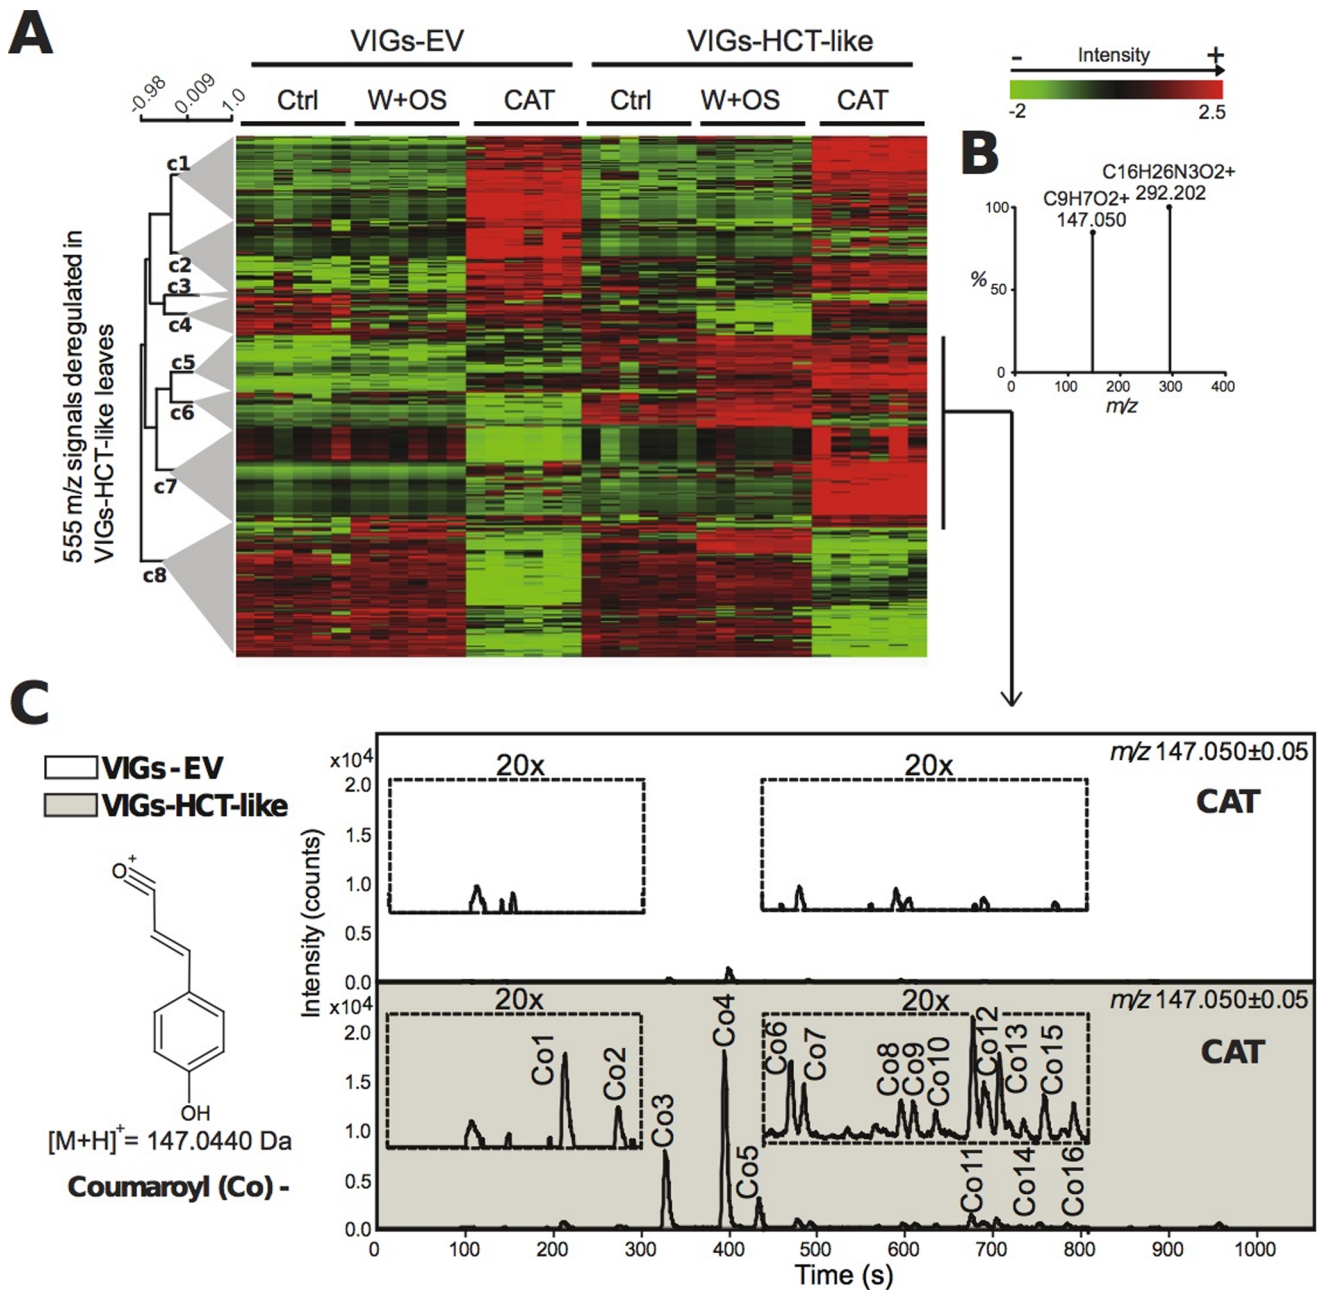 A
VIGs-EV
VIGs-HCT-like
Ctrl
W+OS
CAT
Ctrl
W+OS
CAT
- Intensity +
-2
2.5
-0.98
0.009
1.0
c1
c2
c3
c4
c5
c6
c7
c8
555 m/z signals deregulated in
VIGs-HCT-like leaves
B
C16H26N3O2+
292.202
C9H7O2+
147.050
100
%
50
0
0 100 200 300 400
m/z
C
VIGs-EV
VIGs-HCT-like
O+
OH
[M+H]+= 147.0440 Da
Coumaroyl (Co) -
Intensity (counts)
x10⁴
2.0
1.5
1.0
0.5
0.0
20x
20x
m/z 147.050±0.05
CAT
x10⁴
2.0
1.5
1.0
0.5
0.0
20x
20x
m/z 147.050±0.05
CAT
Co1
Co2
Co3
Co4
Co5
Co6
Co7
Co8
Co9
Co10
Co11
Co12
Co13
Co14
Co15
Co16
0 100 200 300 400 500 600 700 800 900 1000
Time (s)